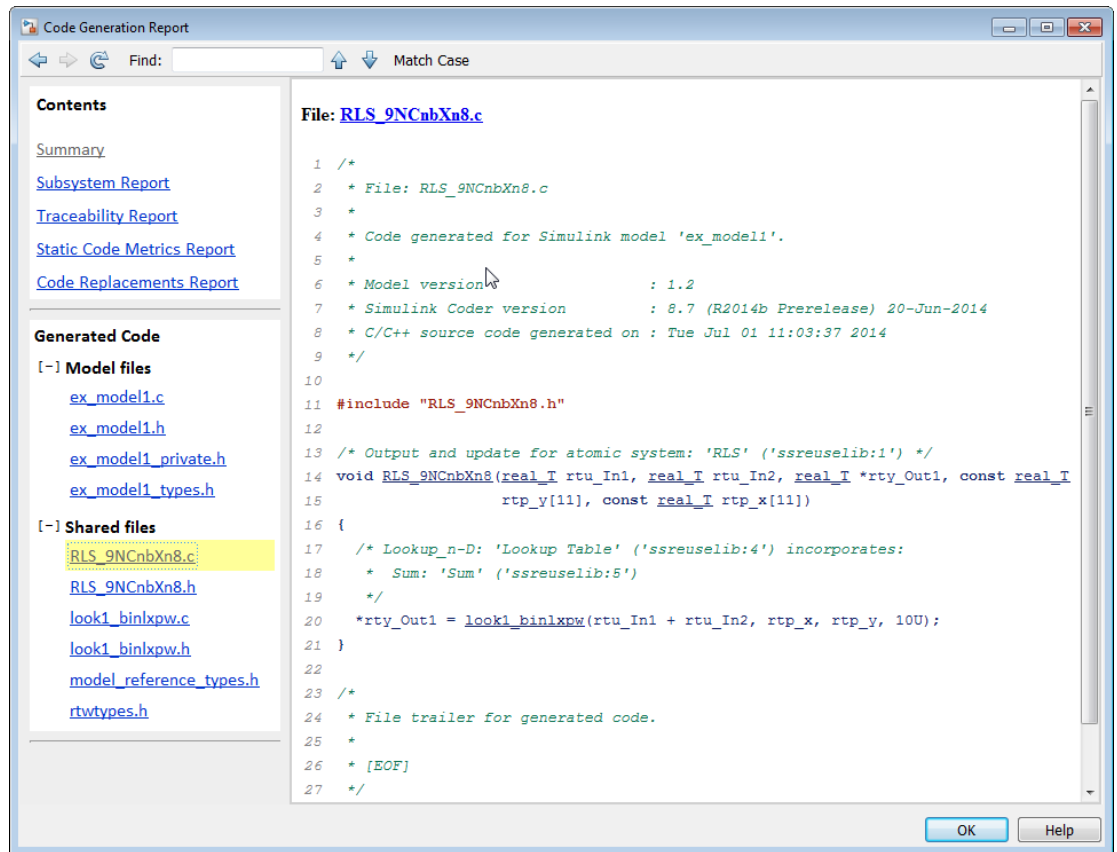 Code Generation Report
Find: Match Case
Contents
Summary
Subsystem Report
Traceability Report
Static Code Metrics Report
Code Replacements Report
Generated Code
[-] Model files
ex_model1.c
ex_model1.h
ex_model1_private.h
ex_model1_types.h
[-] Shared files
RLS_9NCnbXn8.c
RLS_9NCnbXn8.h
look1_binlxpw.c
look1_binlxpw.h
model_reference_types.h
rtwtypes.h
File: RLS_9NCnbXn8.c
1 /*
2 * File: RLS_9NCnbXn8.c
3 *
4 * Code generated for Simulink model 'ex_model1'.
5 *
6 * Model version : 1.2
7 * Simulink Coder version : 8.7 (R2014b Prerelease) 20-Jun-2014
8 * C/C++ source code generated on : Tue Jul 01 11:03:37 2014
9 */
10
11 #include "RLS_9NCnbXn8.h"
12
13 /* Output and update for atomic system: 'RLS' ('ssreuselib:1') */
14 void RLS_9NCnbXn8(real_T rtu_In1, real_T rtu_In2, real_T *rty_Out1, const real_T
15 rtp_y[11], const real_T rtp_x[11])
16 {
17 /* Lookup_n-D: 'Lookup Table' ('ssreuselib:4') incorporates:
18 * Sum: 'Sum' ('ssreuselib:5')
19 */
20 *rty_Out1 = look1_binlxpw(rtu_In1 + rtu_In2, rtp_x, rtp_y, 10U);
21 }
22
23 /*
24 * File trailer for generated code.
25 *
26 * [EOF]
27 */
OK Help